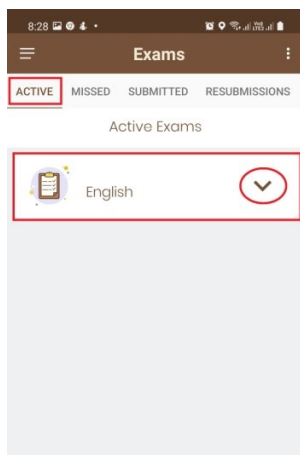 8:28
Exams
ACTIVE MISSED SUBMITTED RESUBMISSIONS
Active Exams
English